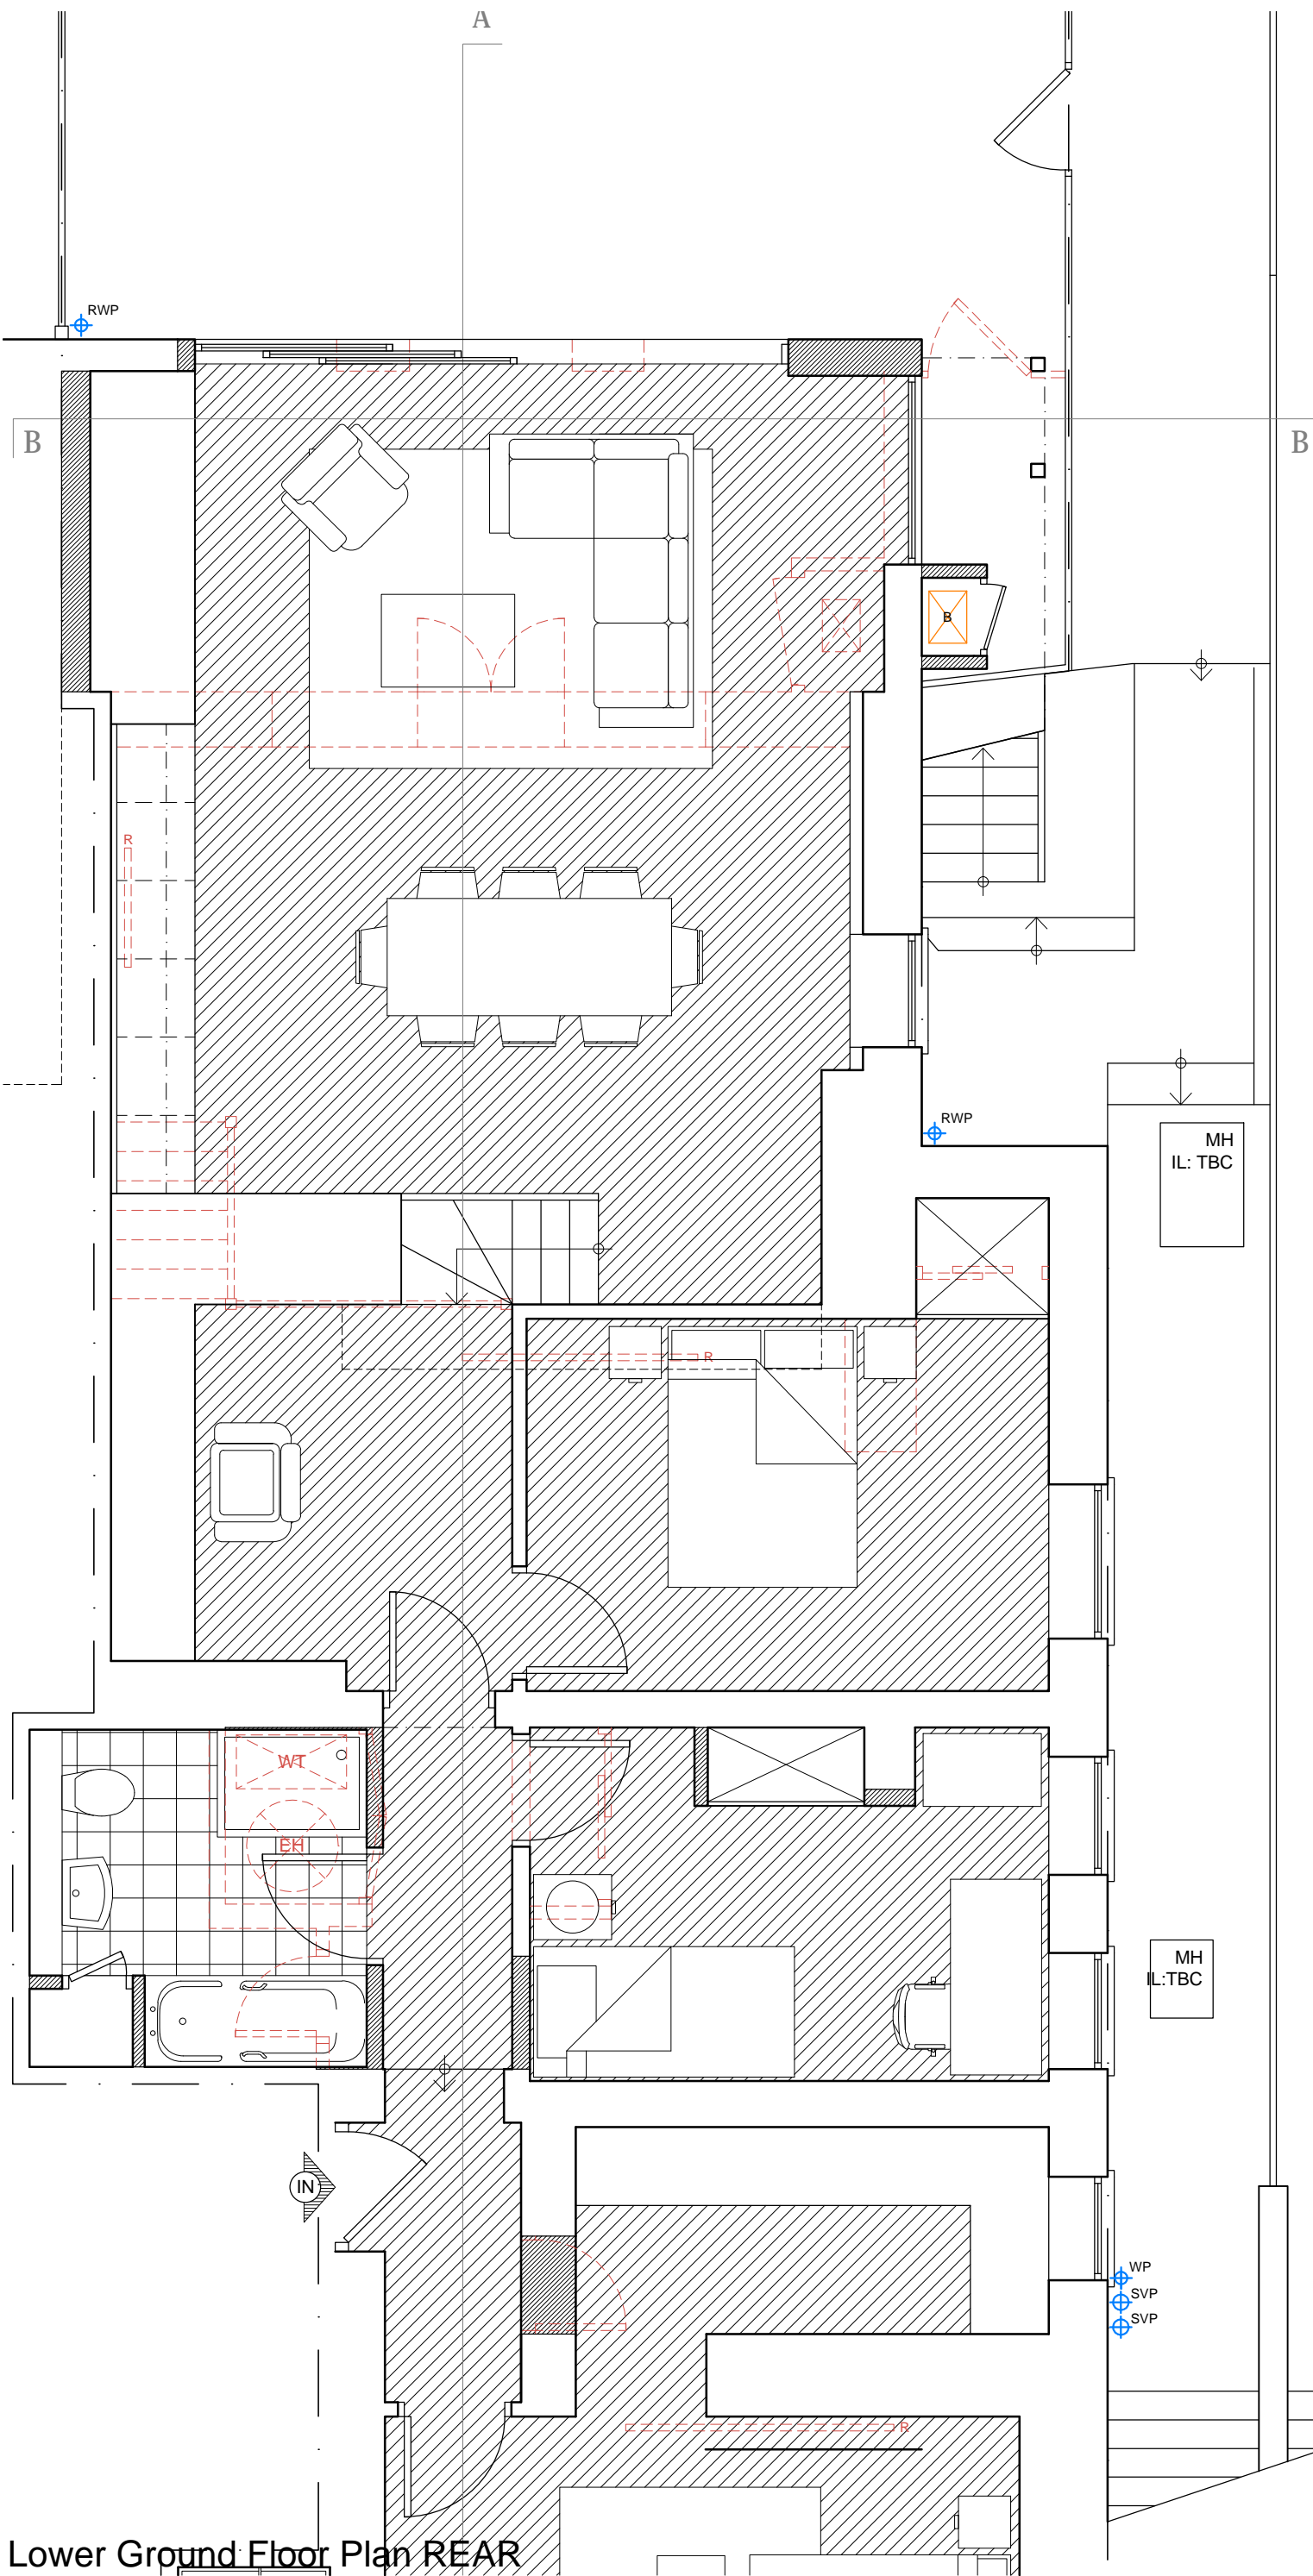 A
RWP
B
B
B
R
RWP
MH
IL: TBC
R
WT
EH
MH
IL:TBC
IN
WP
SVP
SVP
R
Lower Ground Floor Plan REAR